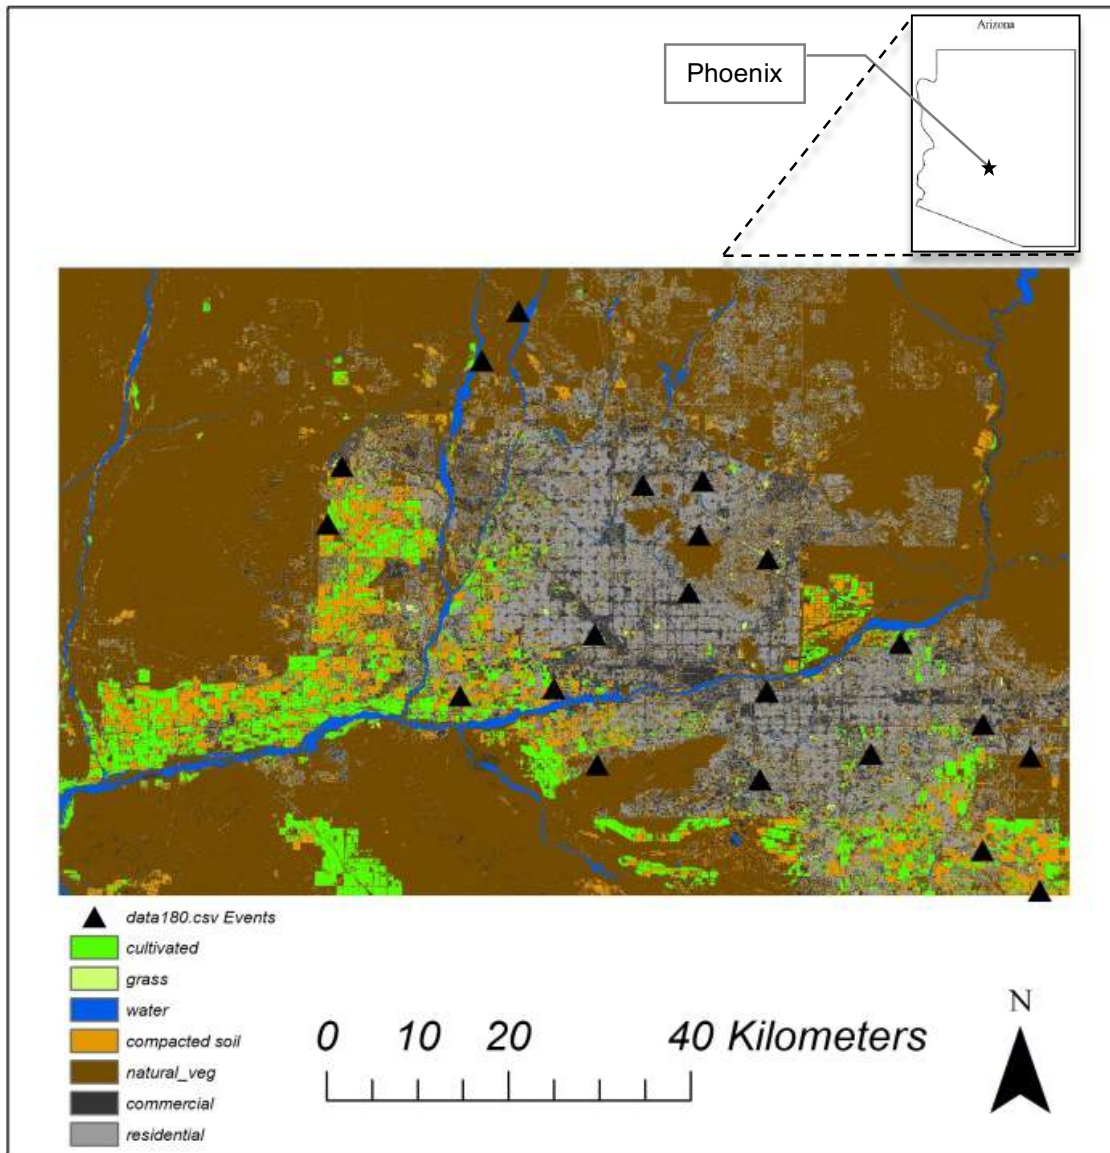 Arizona
Phoenix
data180.csv Events
cultivated
grass
water
compacted soil
natural_veg
commercial
residential
0 10 20 40 Kilometers
N